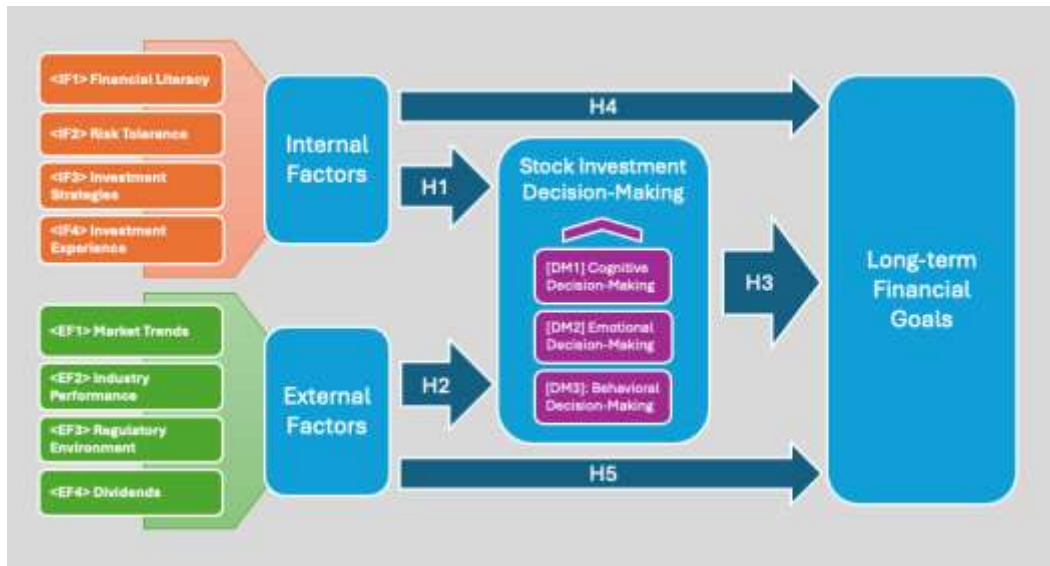 <IF1> Financial Literacy
<IF2> Risk Tolerance
<IF3> Investment
Strategies
<IF4> Investment
Experience
Internal
Factors
<EF1> Market Trends
<EF2> Industry
Performance
<EF3> Regulatory
Environment
<EF4> Dividends
External
Factors
H4
H1
H2
H5
Stock Investment
Decision-Making
[DM1] Cognitive
Decision-Making
[DM2] Emotional
Decision-Making
[DM3]: Behavioral
Decision-Making
H3
Long-term
Financial
Goals